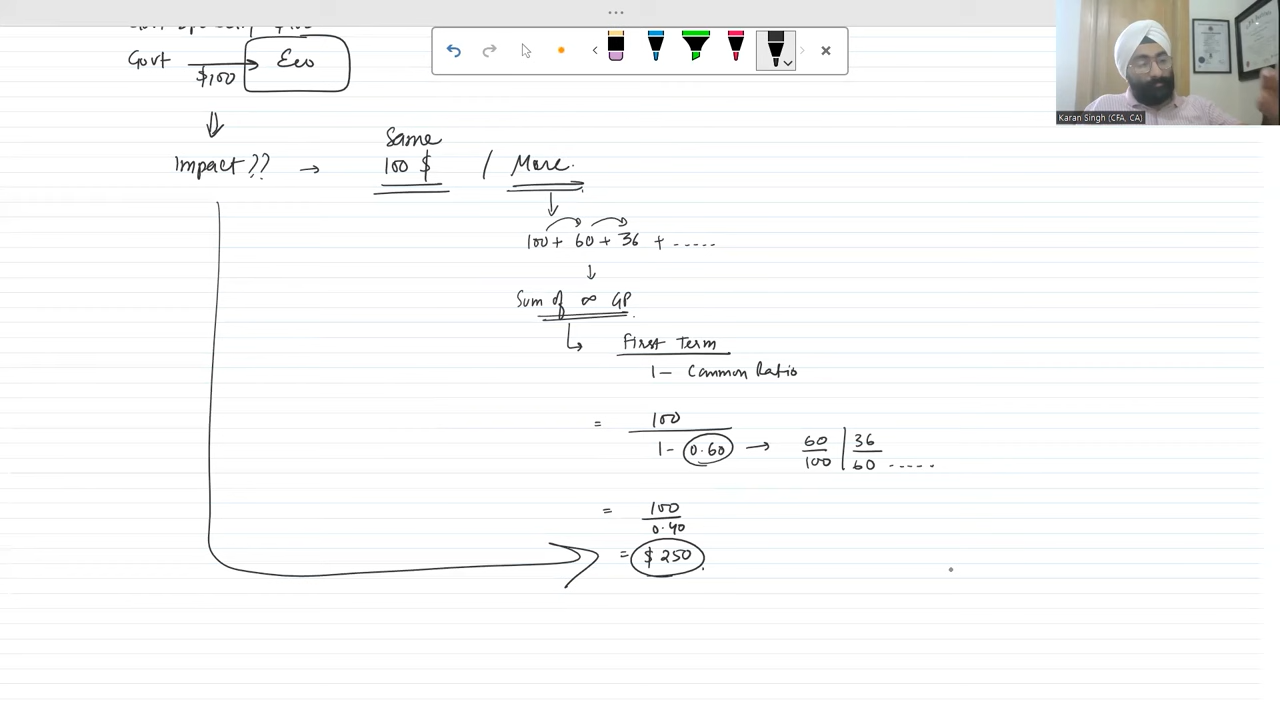 Govt $100 Eco
Karan Singh (CFA, CA)
Same
Impact?? → 100 $ / More.
100 + 60 + 36 + .....
Sum of ∞ GP
First Term
1 - Common Ratio
= 100
1 - 0.60 → 60 | 36
100 | 60 .....
= 100
0.40
= $250